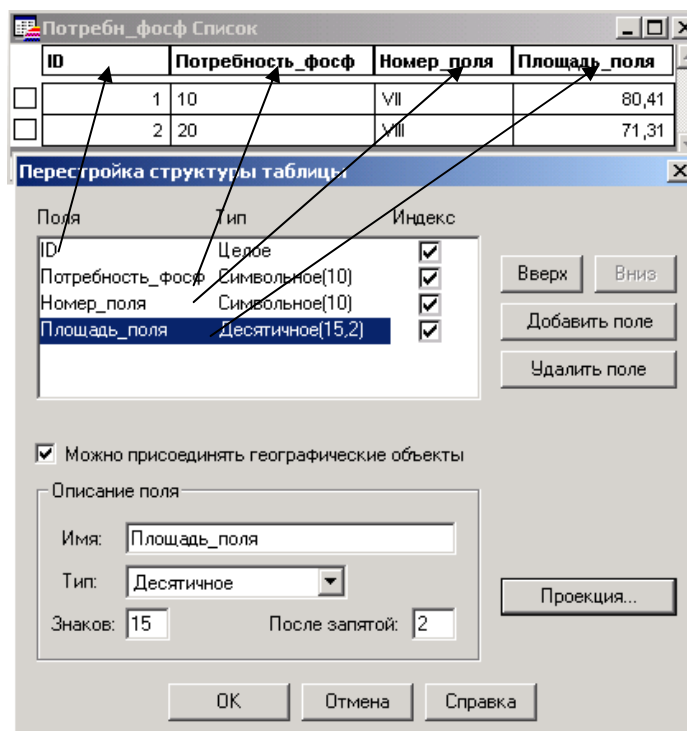 Потребн_фосф Список
ID Потребность_фосф Номер_поля Площадь_поля
1 10 VII 80,41
2 20 VIII 71,31
Перестройка структуры таблицы
Поля Тип Индекс
ID Целое
Потребность_фосф Символьное(10)
Номер_поля Символьное(10)
Площадь_поля Десятичное(15,2)
Вверх Вниз
Добавить поле
Удалить поле
Можно присоединять географические объекты
Описание поля
Имя: Площадь_поля
Тип: Десятичное
Знаков: 15 После запятой: 2
Проекция...
OK Отмена Справка